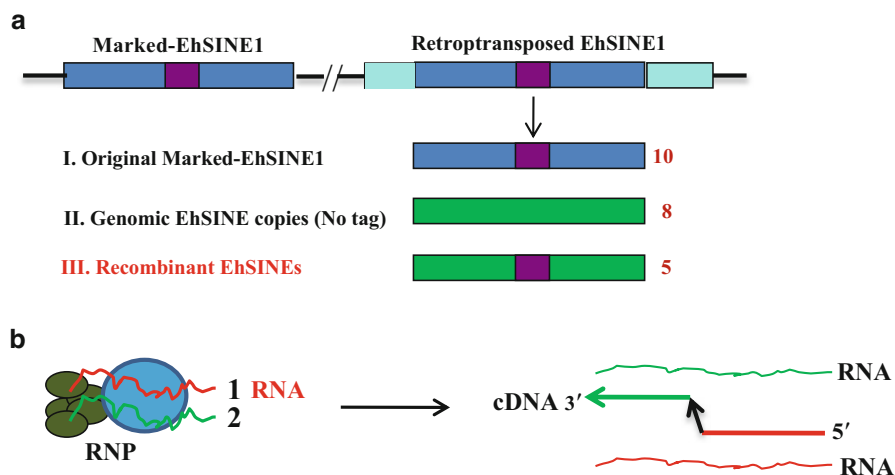 a
Marked-EhSINE1
Retroptransposed EhSINE1
I. Original Marked-EhSINE1
10
II. Genomic EhSINE copies (No tag)
8
III. Recombinant EhSINEs
5
b
1 RNA
2
RNP
RNA
cDNA 3′
5′
RNA